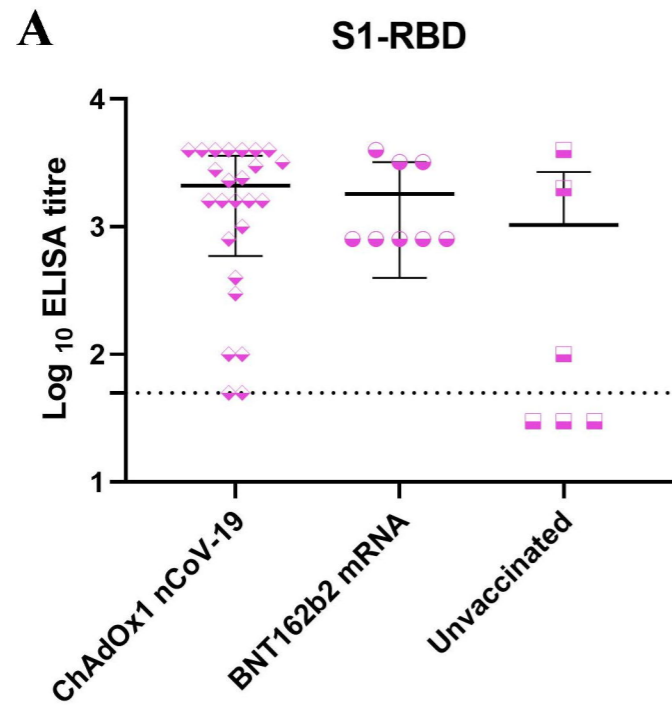 A
S1-RBD
Log 10 ELISA titre
4
3
2
1
ChAdOx1 nCoV-19
BNT162b2 mRNA
Unvaccinated